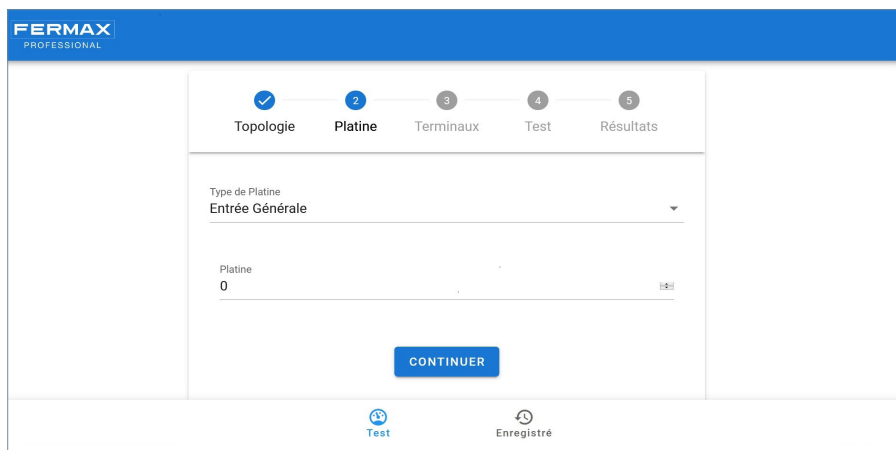 FERMAX
PROFESSIONAL
2 3 4 5
Topologie Platine Terminaux Test Résultats
Type de Platine
Entrée Générale
Platine
0
CONTINUER
Test Enregistré